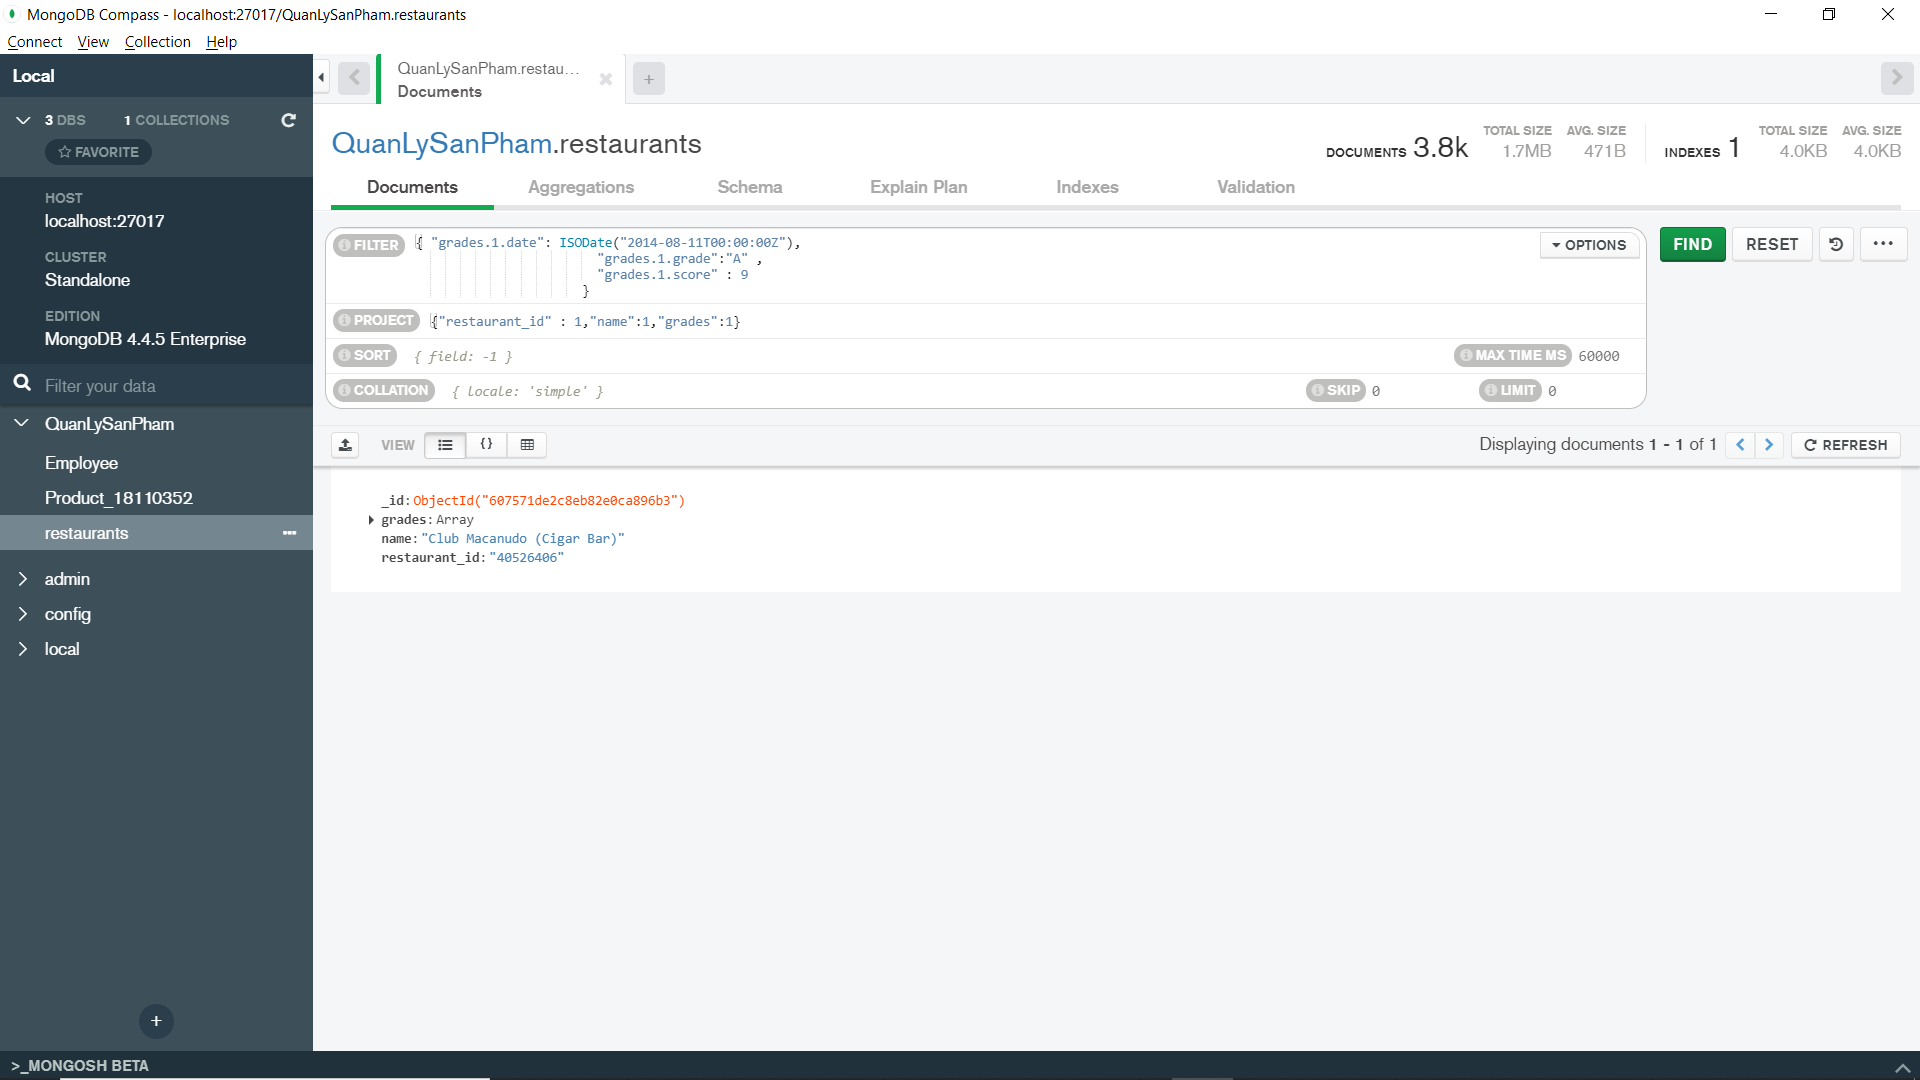 MongoDB Compass - localhost:27017/QuanLySanPham.restaurants
Connect View Collection Help
Local
3 DBS 1 COLLECTIONS
FAVORITE
HOST
localhost:27017
CLUSTER
Standalone
EDITION
MongoDB 4.4.5 Enterprise
Filter your data
QuanLySanPham
Employee
Product_18110352
restaurants
admin
config
local
>_MONGOSH BETA
QuanLySanPham.restau...
Documents
QuanLySanPham.restaurants
DOCUMENTS 3.8k TOTAL SIZE 1.7MB AVG. SIZE 471B INDEXES 1 TOTAL SIZE 4.0KB AVG. SIZE 4.0KB
Documents Aggregations Schema Explain Plan Indexes Validation
FILTER { "grades.1.date": ISODate("2014-08-11T00:00:00Z"),
"grades.1.grade":"A" ,
"grades.1.score" : 9
}
OPTIONS FIND RESET
PROJECT {"restaurant_id" : 1,"name":1,"grades":1}
SORT { field: -1 } MAX TIME MS 60000
COLLATION { locale: 'simple' } SKIP 0 LIMIT 0
VIEW {} Displaying documents 1 - 1 of 1 REFRESH
_id:ObjectId("607571de2c8eb82e0ca896b3")
grades:Array
name:"Club Macanudo (Cigar Bar)"
restaurant_id:"40526406"